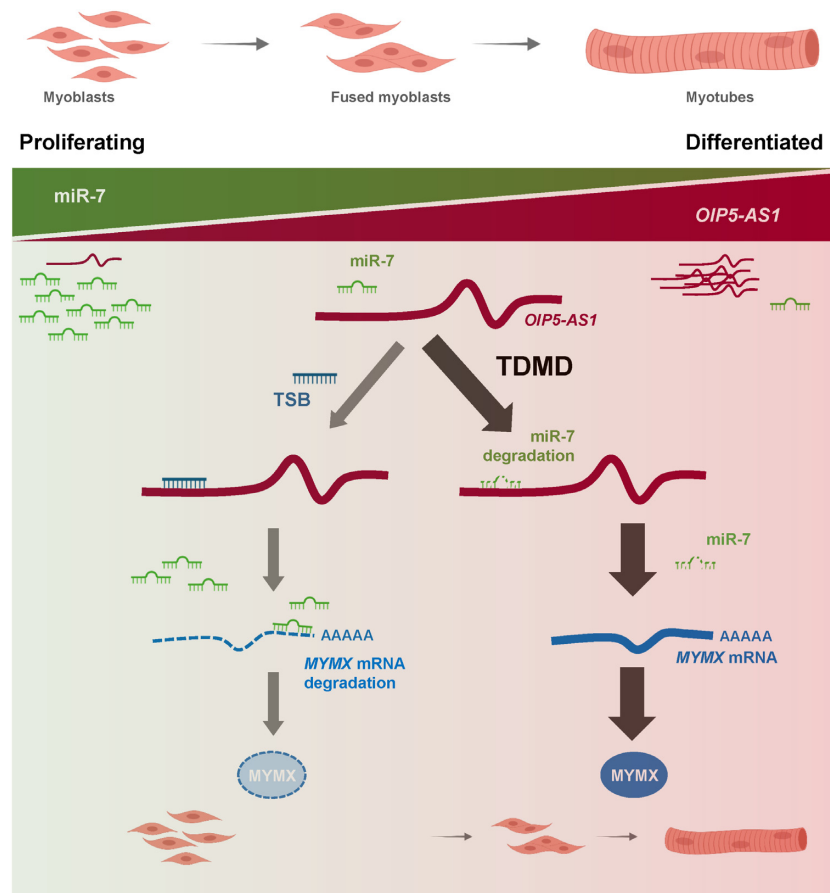 Myoblasts
Fused myoblasts
Myotubes
Proliferating
Differentiated
miR-7
OIP5-AS1
miR-7
OIP5-AS1
TDMD
TSB
miR-7
degradation
miR-7
AAAAA
MYMX mRNA
degradation
AAAAA
MYMX mRNA
MYMX
MYMX